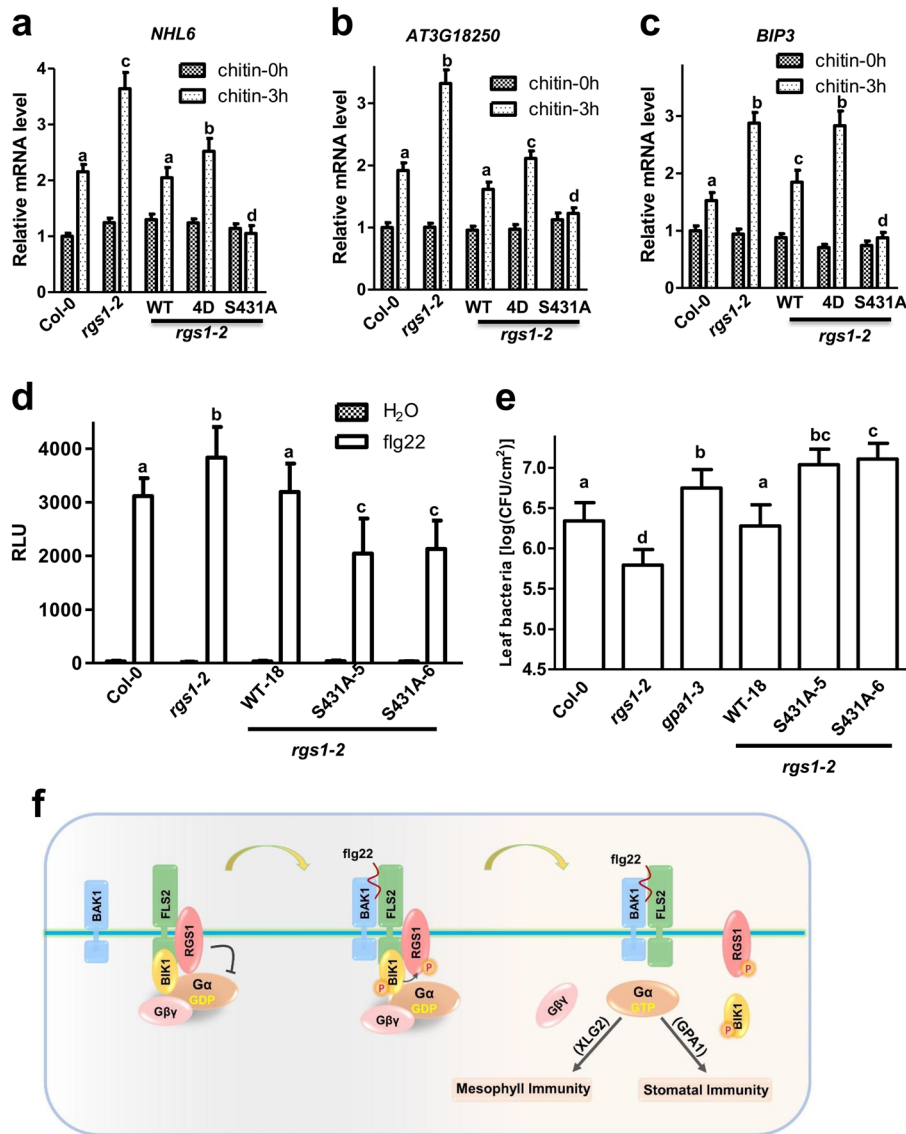 a
NHL6
chitin-0h
chitin-3h
Relative mRNA level
4
3
2
1
0
a
c
a
b
d
Col-0
rgs1-2
WT
4D
S431A
rgs1-2
b
AT3G18250
chitin-0h
chitin-3h
Relative mRNA level
4
3
2
1
0
a
b
a
c
d
Col-0
rgs1-2
WT
4D
S431A
rgs1-2
c
BIP3
chitin-0h
chitin-3h
Relative mRNA level
4
3
2
1
0
a
b
c
b
d
Col-0
rgs1-2
WT
4D
S431A
rgs1-2
d
H2O
flg22
RLU
4000
3000
2000
1000
0
a
b
a
c
c
Col-0
rgs1-2
WT-18
S431A-5
S431A-6
rgs1-2
e
Leaf bacteria [log(CFU/cm²)]
7.0
6.5
6.0
5.5
5.0
4.5
a
d
b
a
bc
c
Col-0
rgs1-2
gpa1-3
WT-18
S431A-5
S431A-6
rgs1-2
f
BAK1
FLS2
RGS1
BIK1
Gα
GDP
Gβγ
flg22
BAK1
FLS2
RGS1
P
P
BIK1
Gα
GDP
Gβγ
flg22
BAK1
FLS2
RGS1
P
Gβγ
Gα
GTP
P
BIK1
(XLG2)
(GPA1)
Mesophyll Immunity
Stomatal Immunity